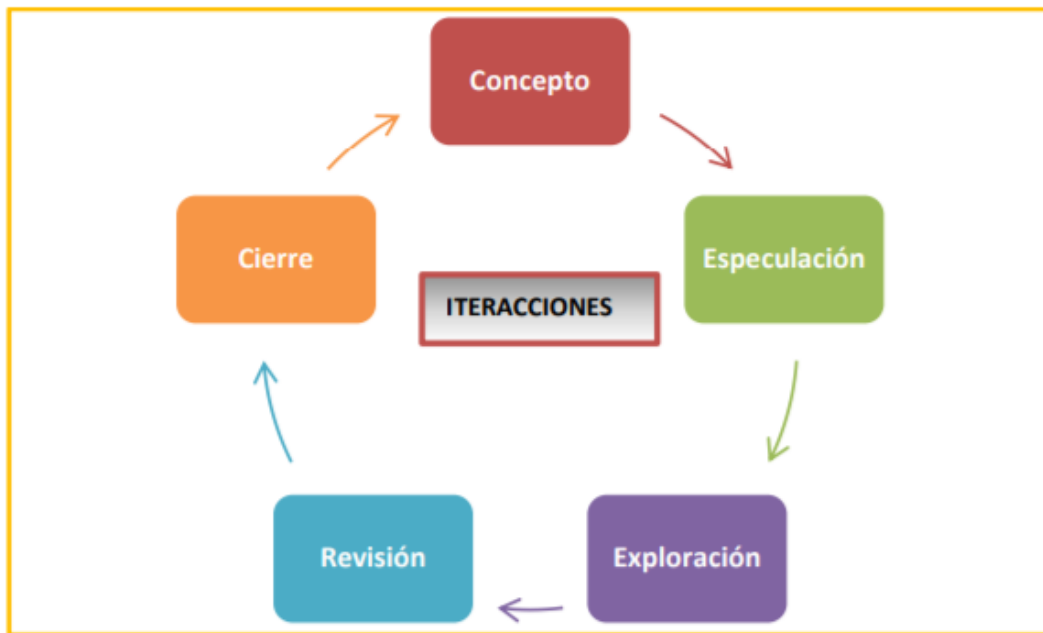 Concepto
Especulación
Exploración
Revisión
Cierre
ITERACCIONES